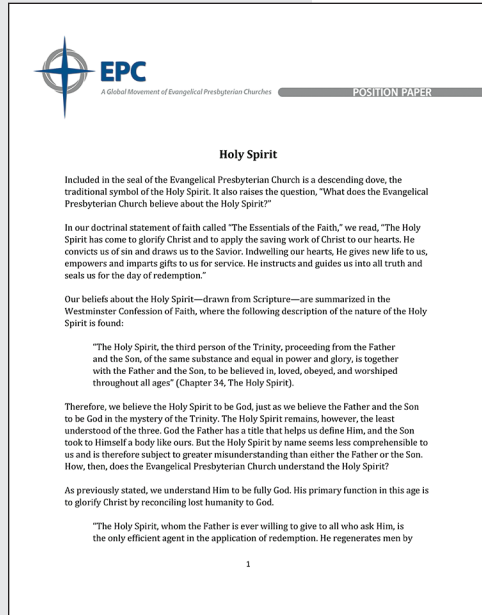 EPC
A Global Movement of Evangelical Presbyterian Churches
POSITION PAPER
Holy Spirit
Included in the seal of the Evangelical Presbyterian Church is a descending dove, the
traditional symbol of the Holy Spirit. It also raises the question, "What does the Evangelical
Presbyterian Church believe about the Holy Spirit?"
In our doctrinal statement of faith called "The Essentials of the Faith," we read, "The Holy
Spirit has come to glorify Christ and to apply the saving work of Christ to our hearts. He
convicts us of sin and draws us to the Savior. Indwelling our hearts, He gives new life to us,
empowers and imparts gifts to us for service. He instructs and guides us into all truth and
seals us for the day of redemption."
Our beliefs about the Holy Spirit—drawn from Scripture—are summarized in the
Westminster Confession of Faith, where the following description of the nature of the Holy
Spirit is found:
"The Holy Spirit, the third person of the Trinity, proceeding from the Father
and the Son, of the same substance and equal in power and glory, is together
with the Father and the Son, to be believed in, loved, obeyed, and worshiped
throughout all ages" (Chapter 34, The Holy Spirit).
Therefore, we believe the Holy Spirit to be God, just as we believe the Father and the Son
to be God in the mystery of the Trinity. The Holy Spirit remains, however, the least
understood of the three. God the Father has a title that helps us define Him, and the Son
took to Himself a body like ours. But the Holy Spirit by name seems less comprehensible to
us and is therefore subject to greater misunderstanding than either the Father or the Son.
How, then, does the Evangelical Presbyterian Church understand the Holy Spirit?
As previously stated, we understand Him to be fully God. His primary function in this age is
to glorify Christ by reconciling lost humanity to God.
"The Holy Spirit, whom the Father is ever willing to give to all who ask Him, is
the only efficient agent in the application of redemption. He regenerates men by
1